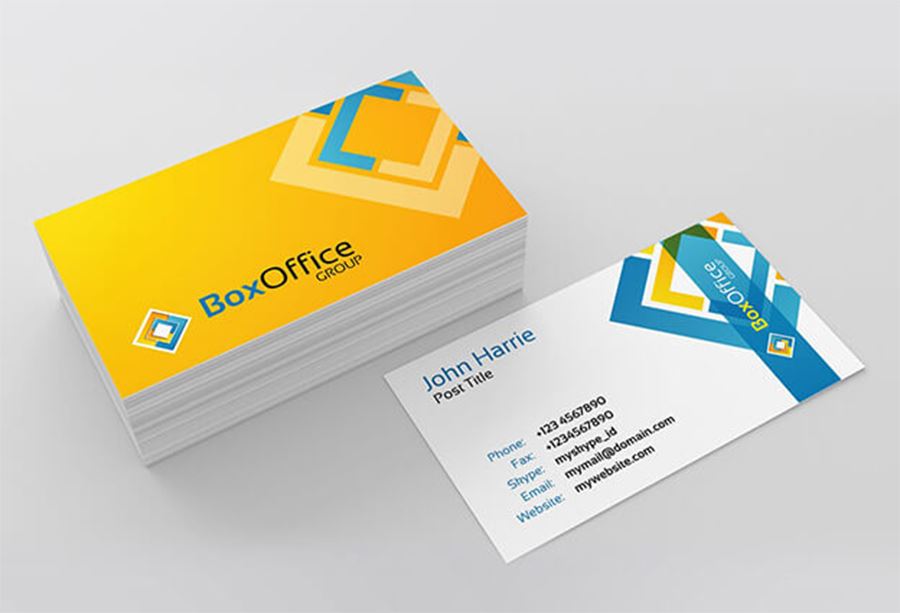 BoxOffice
GROUP
BoxOffice
GROUP
John Harrie
Post Title
Phone: +123 4567890
Fax: +1234567890
Shype: myshype_id
Email: mymail@domain.com
Website: mywebsite.com